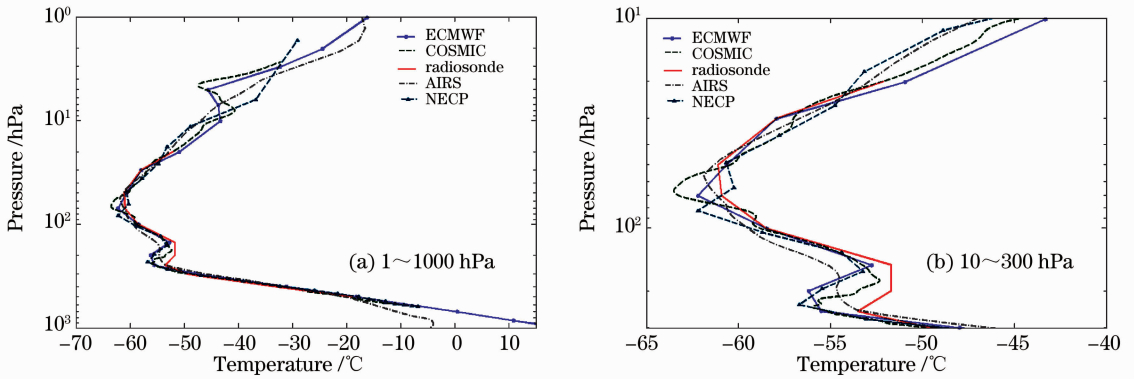 10⁰
10¹
10²
10³
Pressure /hPa
−70 −60 −50 −40 −30 −20 −10 0 10
Temperature /℃
ECMWF
COSMIC
radiosonde
AIRS
NECP
(a) 1～1000 hPa
10¹
10²
Pressure /hPa
−65 −60 −55 −50 −45 −40
Temperature /℃
ECMWF
COSMIC
radiosonde
AIRS
NECP
(b) 10～300 hPa